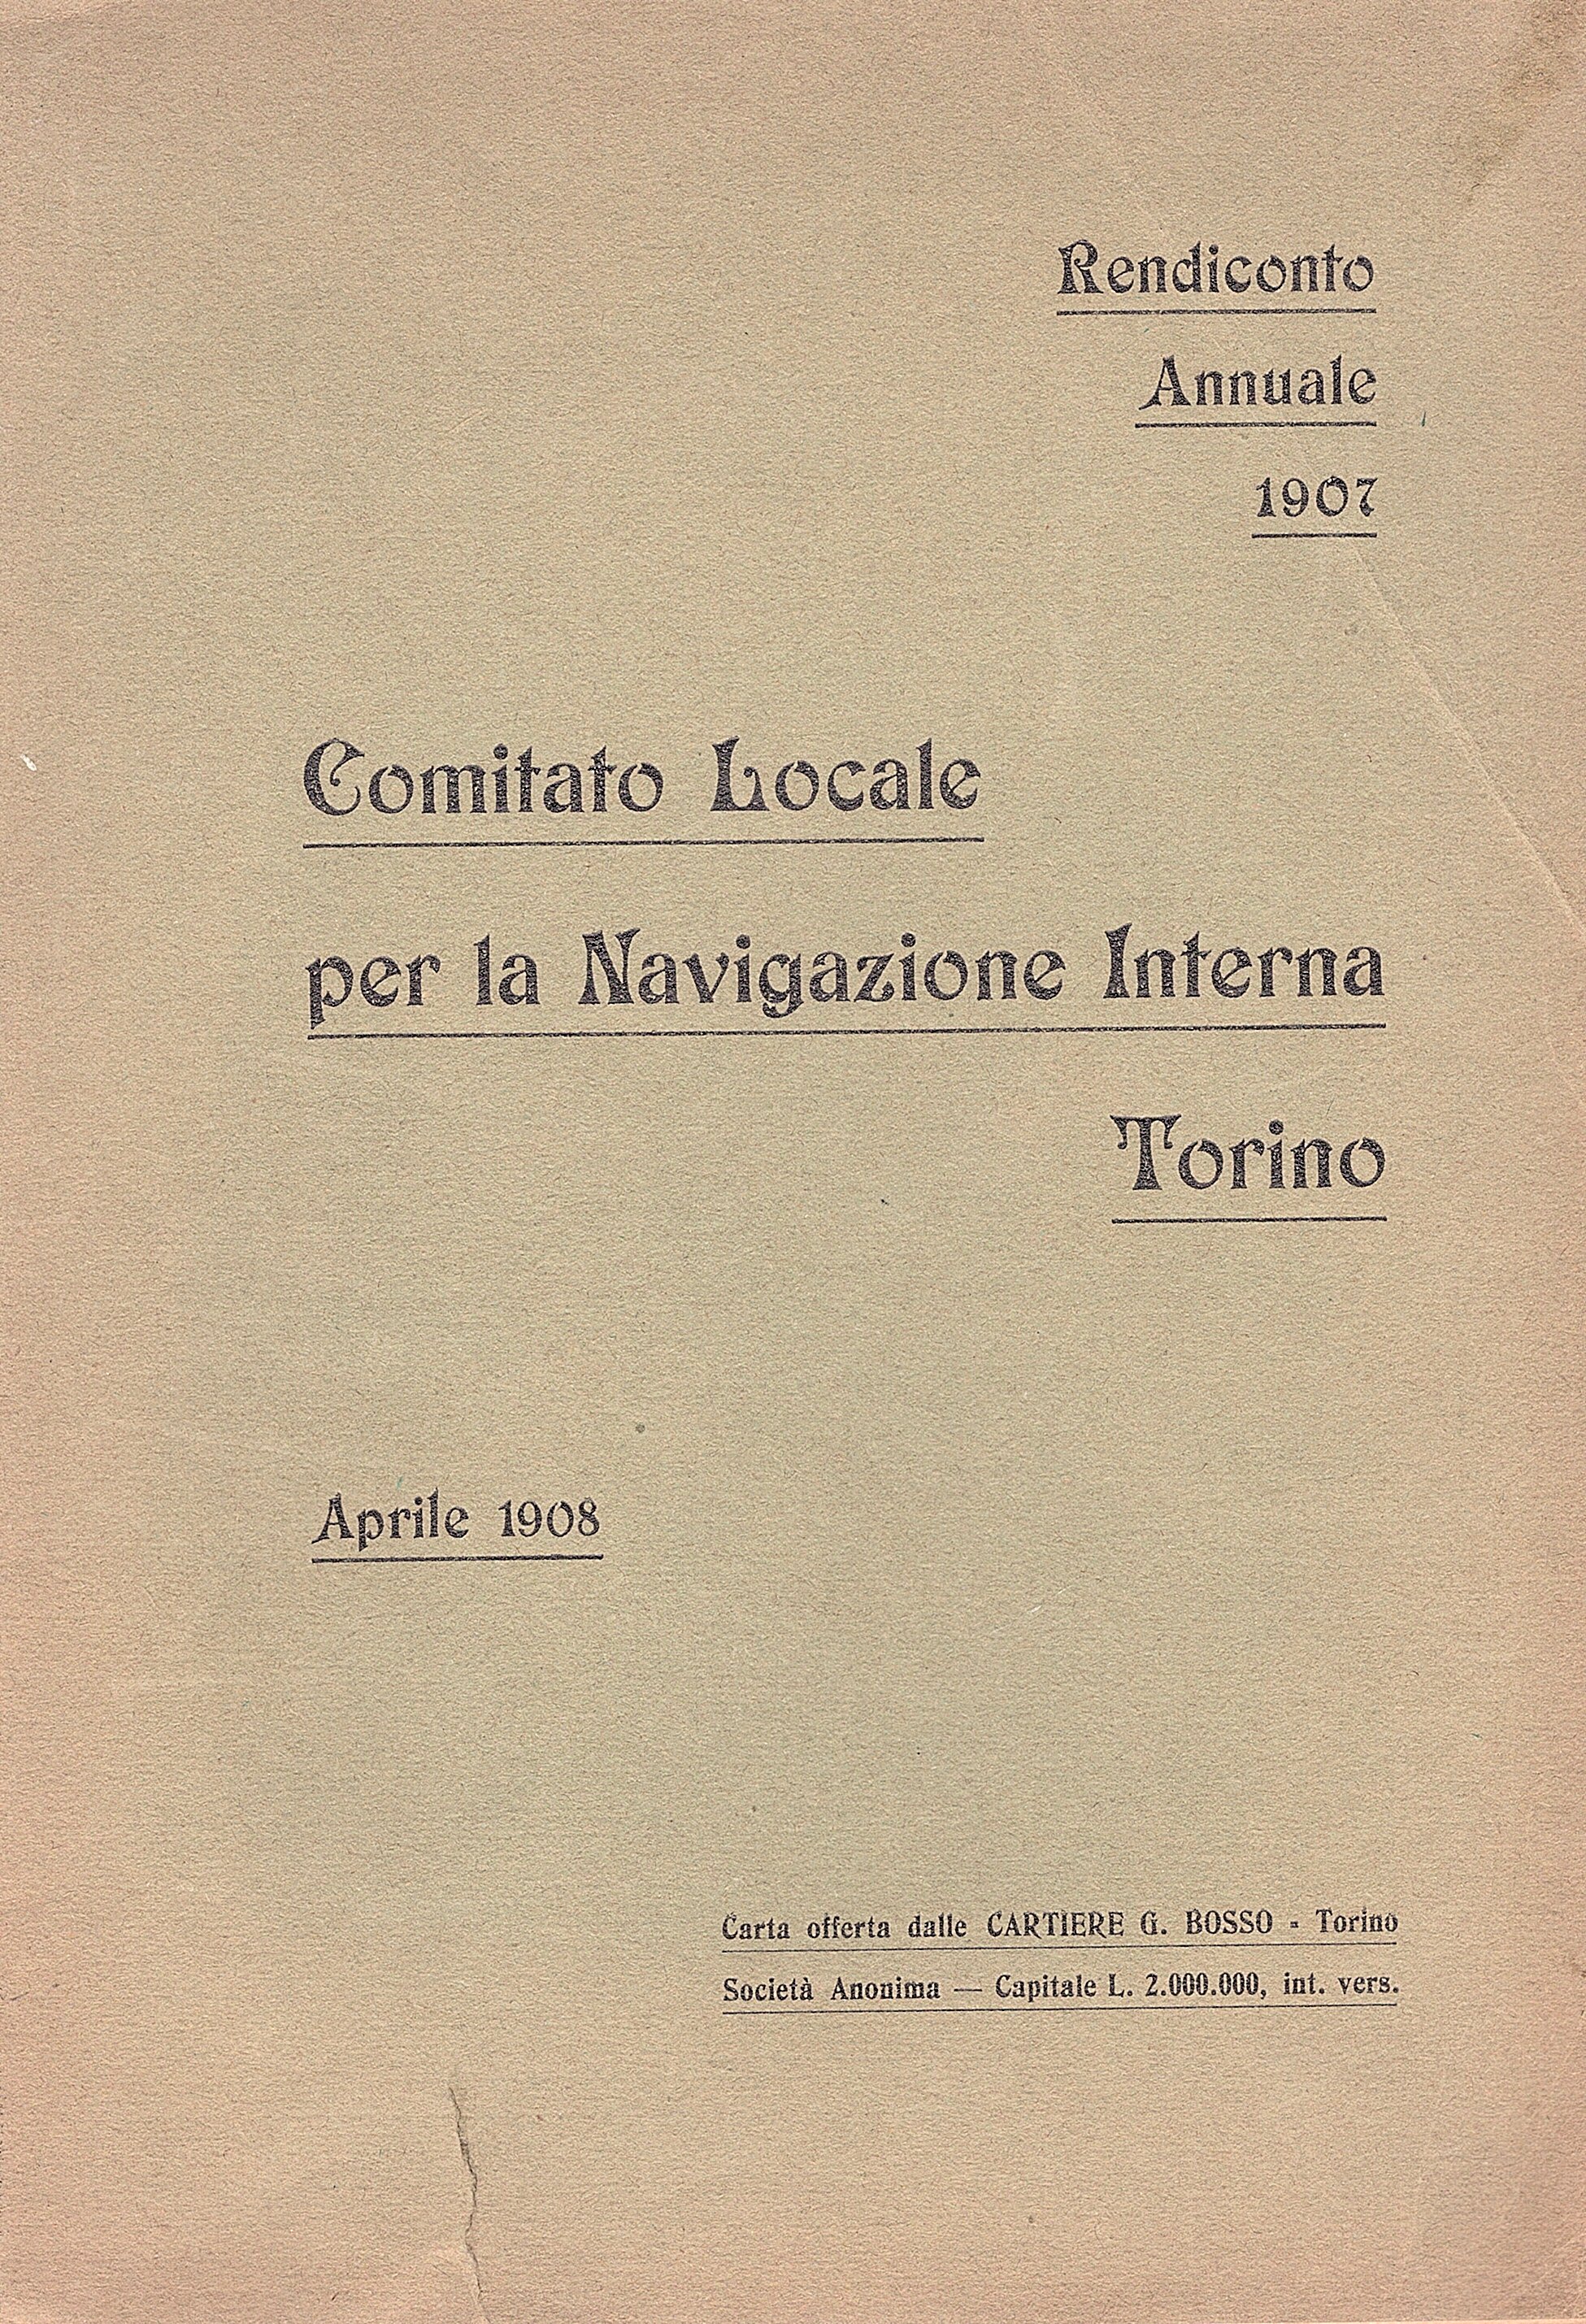 Rendiconto
Annuale
1907
Comitato Locale
per la Navigazione Interna
Torino
Aprile 1908
Carta offerta dalle CARTIERE G. BOSSO - Torino
Società Anonima — Capitale L. 2.000.000, int. vers.